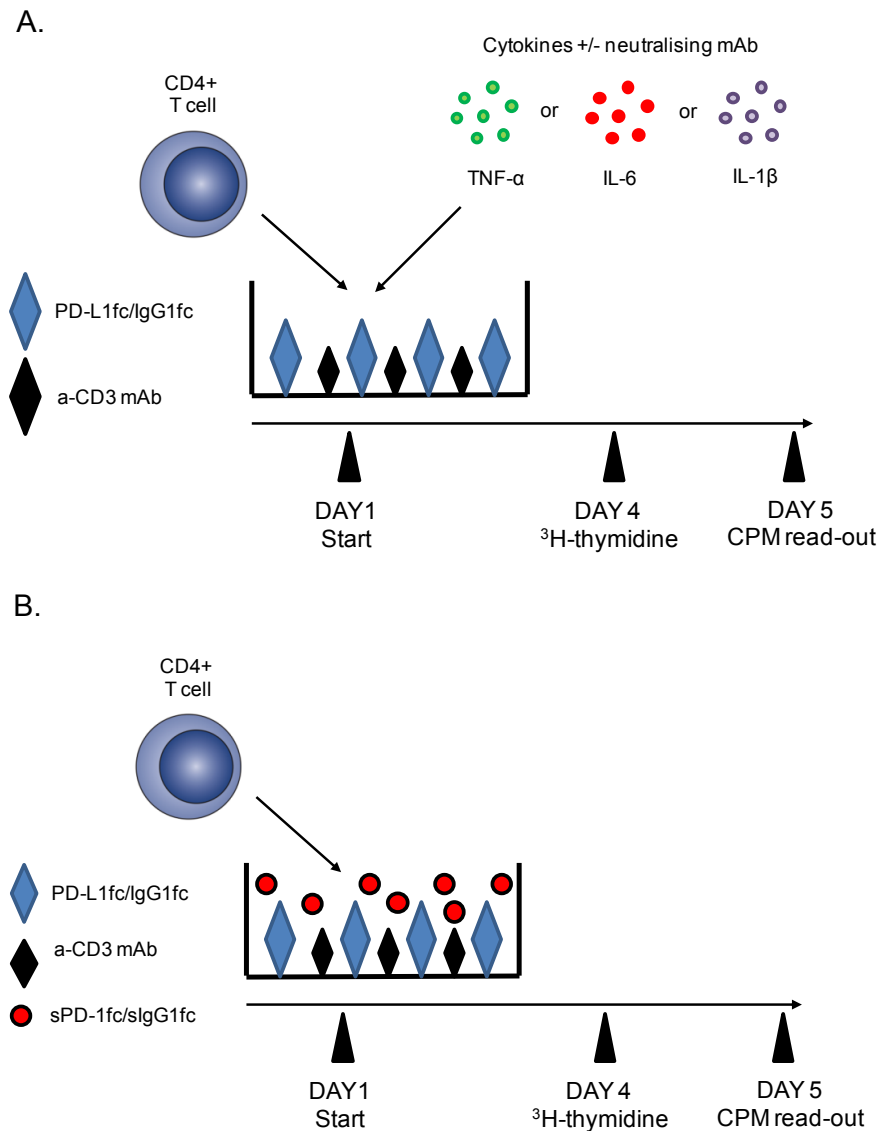 A.
Cytokines +/- neutralising mAb
CD4+
T cell
or
or
TNF-α
IL-6
IL-1β
PD-L1fc/IgG1fc
a-CD3 mAb
DAY1
Start
DAY 4
³H-thymidine
DAY 5
CPM read-out
B.
CD4+
T cell
PD-L1fc/IgG1fc
a-CD3 mAb
sPD-1fc/sIgG1fc
DAY1
Start
DAY 4
³H-thymidine
DAY 5
CPM read-out